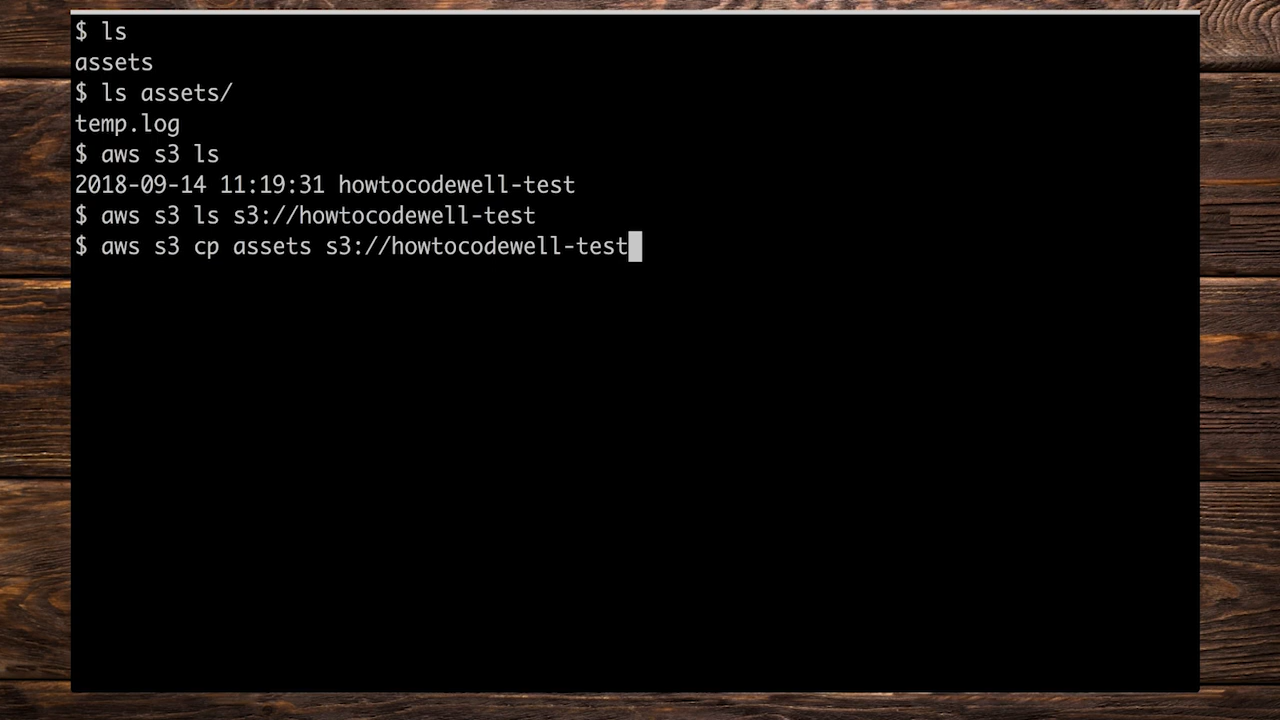 $ ls
assets
$ ls assets/
temp.log
$ aws s3 ls
2018-09-14 11:19:31 howtocodewell-test
$ aws s3 ls s3://howtocodewell-test
$ aws s3 cp assets s3://howtocodewell-test